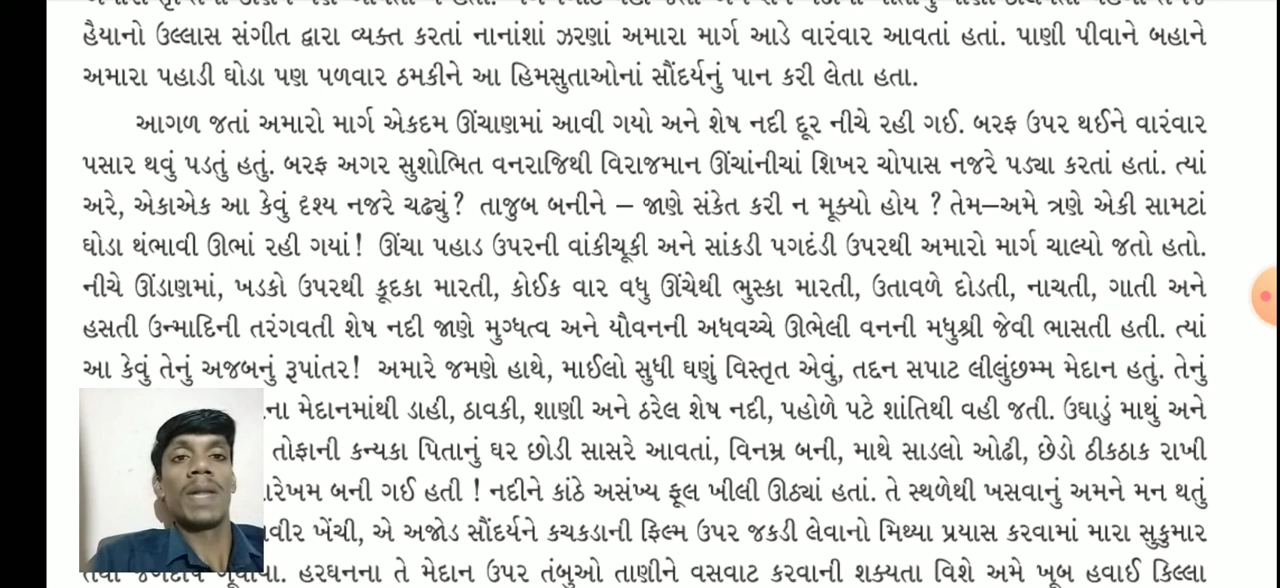 હૈયાનો ઉલ્લાસ સંગીત દ્વારા વ્યક્ત કરતાં નાનાંશાં ઝરણાં અમારા માર્ગ આડે વારંવાર આવતાં હતાં. પાણી પીવાને બહાને
અમારા પહાડી ઘોડા પણ પળવાર ઠમકીને આ હિમસુતાઓનાં સૌંદર્યનું પાન કરી લેતા હતા.
આગળ જતાં અમારો માર્ગ એકદમ ઊંચાણમાં આવી ગયો અને શેષ નદી દૂર નીચે રહી ગઈ. બરફ ઉપર થઈને વારંવાર
પસાર થવું પડતું હતું. બરફ અગર સુશોભિત વનરાજિથી વિરાજમાન ઊંચાંનીચાં શિખર ચોપાસ નજરે પડ્યા કરતાં હતાં. ત્યાં
અરે, એકાએક આ કેવું દૃશ્ય નજરે ચઢ્યું? તાજુબ બનીને – જાણે સંકેત કરી ન મૂક્યો હોય ? તેમ–અમે ત્રણે એકી સામટાં
ઘોડા થંભાવી ઊભાં રહી ગયાં! ઊંચા પહાડ ઉપરની વાંકીચૂકી અને સાંકડી પગદંડી ઉપરથી અમારો માર્ગ ચાલ્યો જતો હતો.
નીચે ઊંડાણમાં, ખડકો ઉપરથી કૂદકા મારતી, કોઈક વાર વધુ ઊંચેથી ભુસ્કા મારતી, ઉતાવળે દોડતી, નાચતી, ગાતી અને
હસતી ઉન્માદિની તરંગવતી શેષ નદી જાણે મુગ્ધત્વ અને યૌવનની અધવચ્ચે ઊભેલી વનની મધુશ્રી જેવી ભાસતી હતી. ત્યાં
આ કેવું તેનું અજબનું રૂપાંતર! અમારે જમણે હાથે, માઈલો સુધી ઘણું વિસ્તૃત એવું, તદ્દન સપાટ લીલુંછમ્મ મેદાન હતું. તેનું
ના મેદાનમાંથી ડાહી, ઠાવકી, શાણી અને ઠરેલ શેષ નદી, પહોળે પટે શાંતિથી વહી જતી. ઉઘાડું માથું અને
તોફાની કન્યકા પિતાનું ઘર છોડી સાસરે આવતાં, વિનમ્ર બની, માથે સાડલો ઓઢી, છેડો ઠીકઠાક રાખી
રેખમ બની ગઈ હતી ! નદીને કાંઠે અસંખ્ય ફૂલ ખીલી ઊઠ્યાં હતાં. તે સ્થળેથી ખસવાનું અમને મન થતું
વીર ખેંચી, એ અજોડ સૌંદર્યને કચકડાની ફિલ્મ ઉપર જકડી લેવાનો મિથ્યા પ્રયાસ કરવામાં મારા સુકુમાર
હરઘનના તે મેદાન ઉપર તંબુઓ તાણીને વસવાટ કરવાની શક્યતા વિશે અમે ખૂબ હવાઈ કિલ્લા